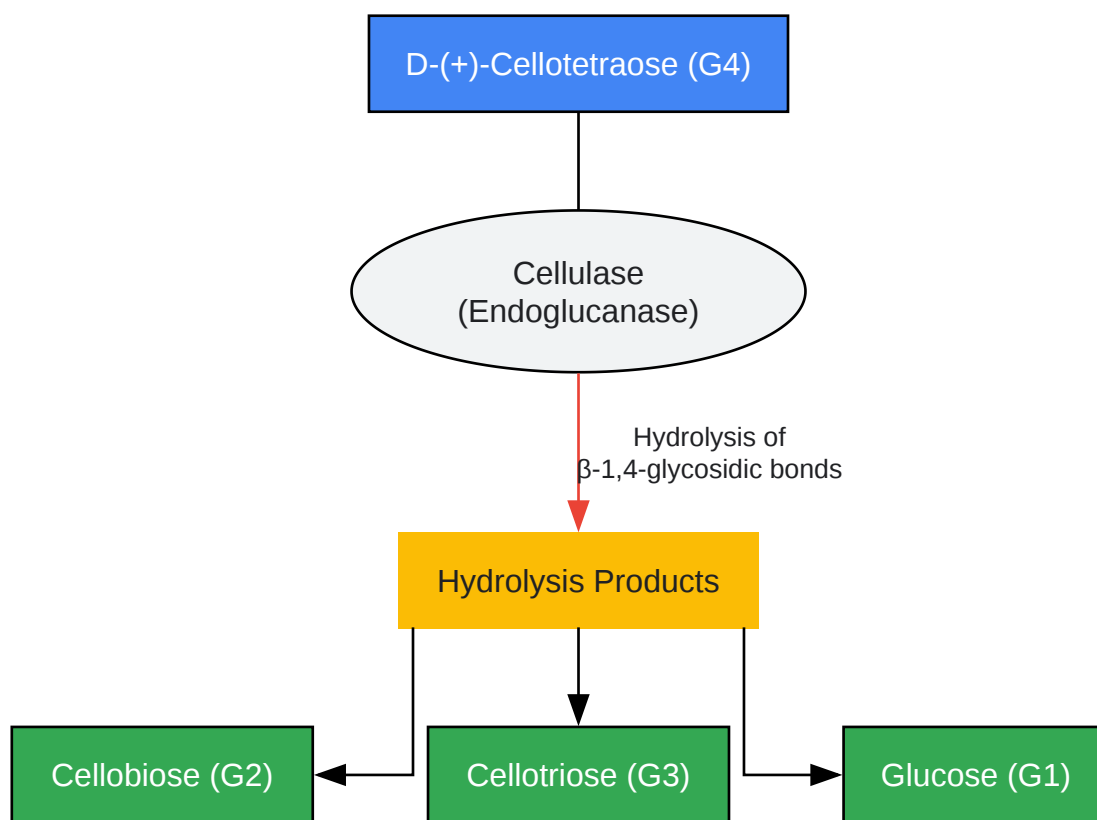 D-(+)-Cellotetraose (G4)
Cellulase
(Endoglucanase)
Hydrolysis of
β-1,4-glycosidic bonds
Hydrolysis Products
Cellobiose (G2)
Cellotriose (G3)
Glucose (G1)